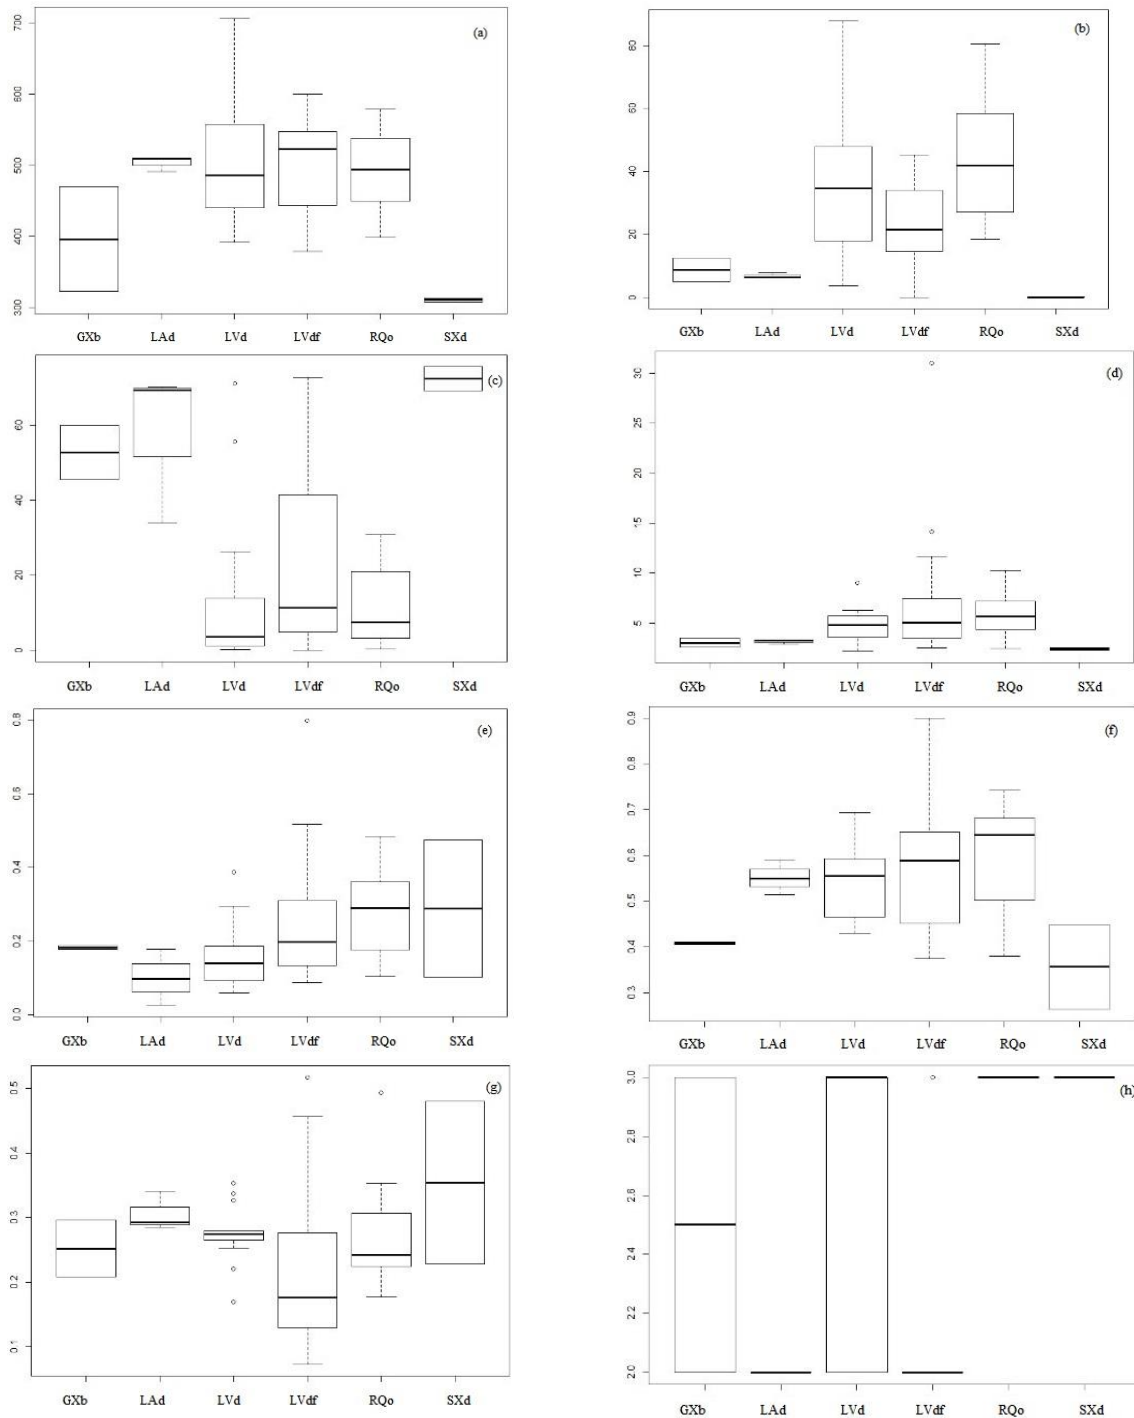 (a)
700
600
500
400
300
GXb LAd LVd LVdf RQo SXd
(b)
80
60
40
20
0
GXb LAd LVd LVdf RQo SXd
(c)
60
40
20
0
GXb LAd LVd LVdf RQo SXd
(d)
30
25
20
15
10
5
GXb LAd LVd LVdf RQo SXd
(e)
0.8
0.6
0.4
0.2
0.0
GXb LAd LVd LVdf RQo SXd
(f)
0.9
0.8
0.7
0.6
0.5
0.4
0.3
GXb LAd LVd LVdf RQo SXd
(g)
0.5
0.4
0.3
0.2
0.1
GXb LAd LVd LVdf RQo SXd
(h)
3.0
2.8
2.6
2.4
2.2
2.0
GXb LAd LVd LVdf RQo SXd